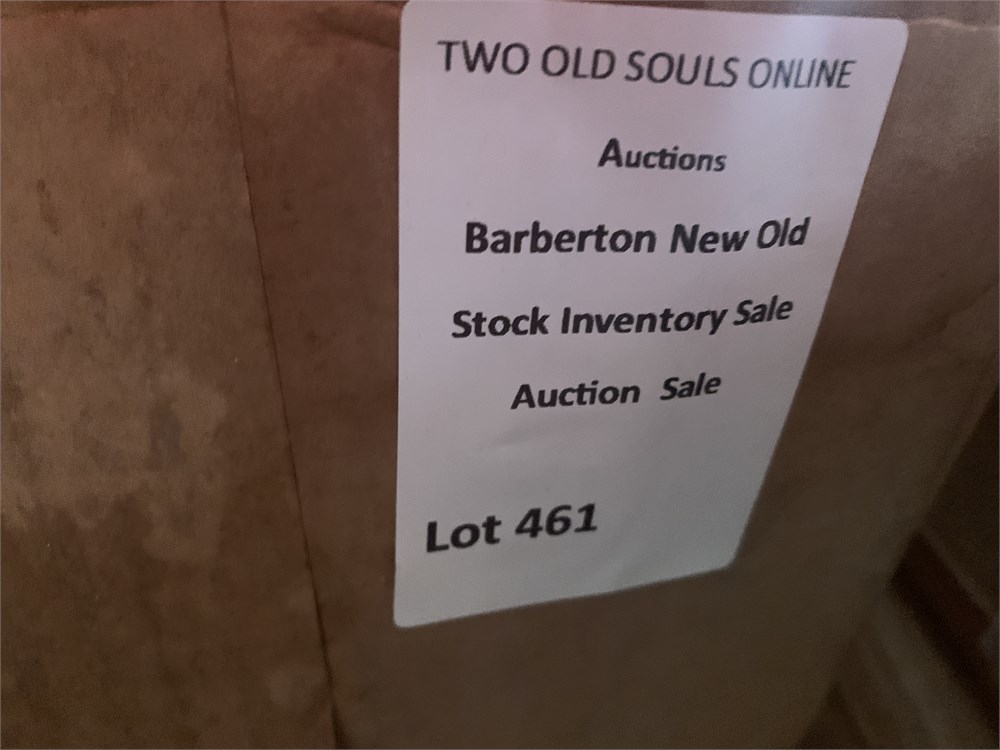 TWO OLD SOULS ONLINE
Auctions
Barberton New Old
Stock Inventory Sale
Auction Sale
Lot 461